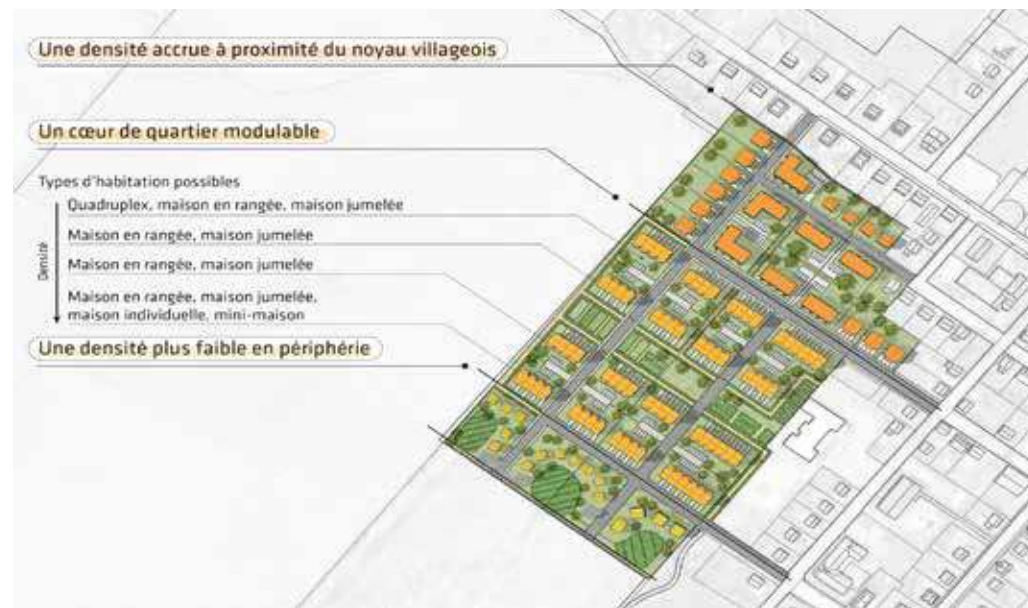 Une densité accrue à proximité du noyau villageois
Un cœur de quartier modulable
Types d'habitation possibles
Densité
Quadruplex, maison en rangée, maison jumelée
Maison en rangée, maison jumelée
Maison en rangée, maison jumelée
Maison en rangée, maison jumelée,
maison individuelle, mini-maison
Une densité plus faible en périphérie